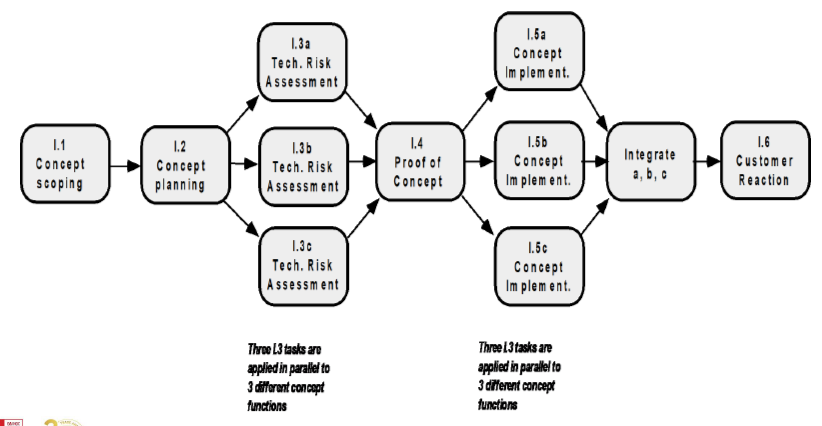 I.1
Concept
scoping
I.2
Concept
planning
I.3a
Tech. Risk
Assessment
I.3b
Tech. Risk
Assessment
I.3c
Tech. Risk
Assessment
I.4
Proof of
Concept
I.5a
Concept
Implement.
I.5b
Concept
Implement.
I.5c
Concept
Implement.
Integrate
a, b, c
I.6
Customer
Reaction
Three I.3 tasks are
applied in parallel to
3 different concept
functions
Three I.3 tasks are
applied in parallel to
3 different concept
functions